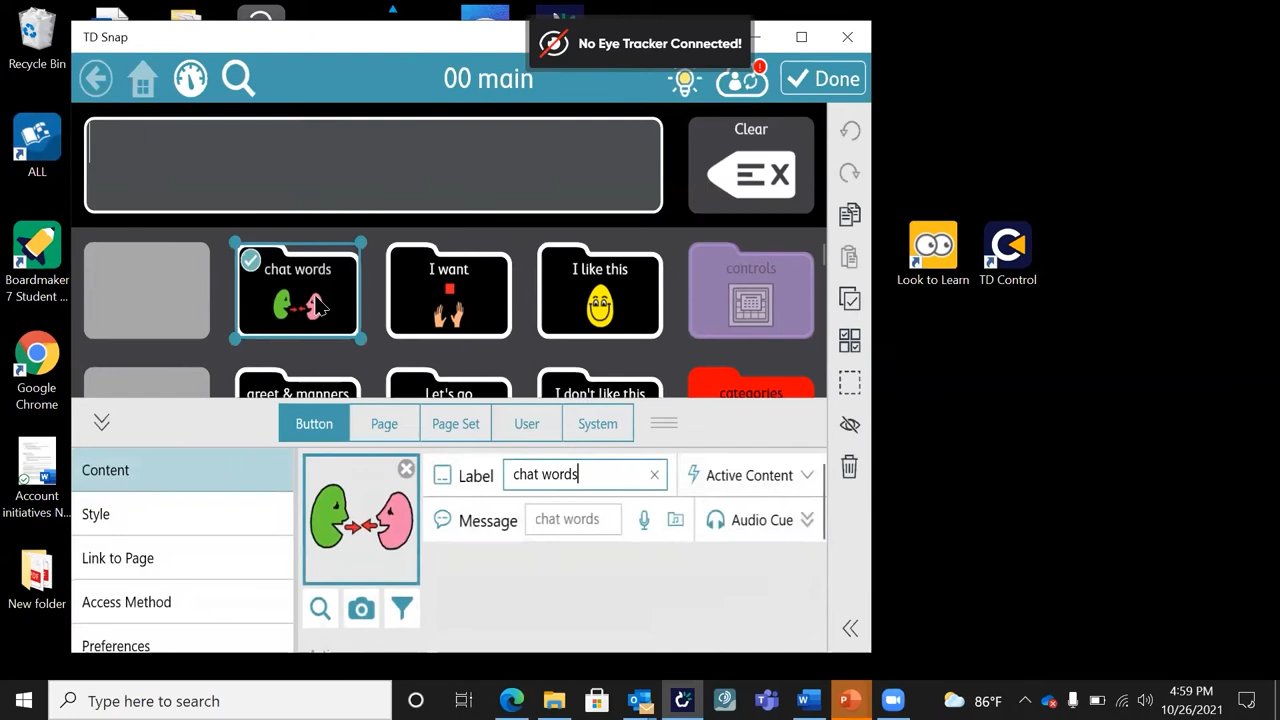 Recycle Bin
ALL
Boardmaker
7 Student ...
Google
Chrome
Account
initiatives N...
New folder
TD Snap
No Eye Tracker Connected!
00 main
Done
Clear
chat words
I want
I like this
controls
greet & manners
Let's go
I don't like this
categories
Button
Page
Page Set
User
System
Content
Style
Link to Page
Access Method
Preferences
Label
chat words
Active Content
Message
chat words
Audio Cue
Look to Learn
TD Control
Type here to search
86°F
4:59 PM
10/26/2021